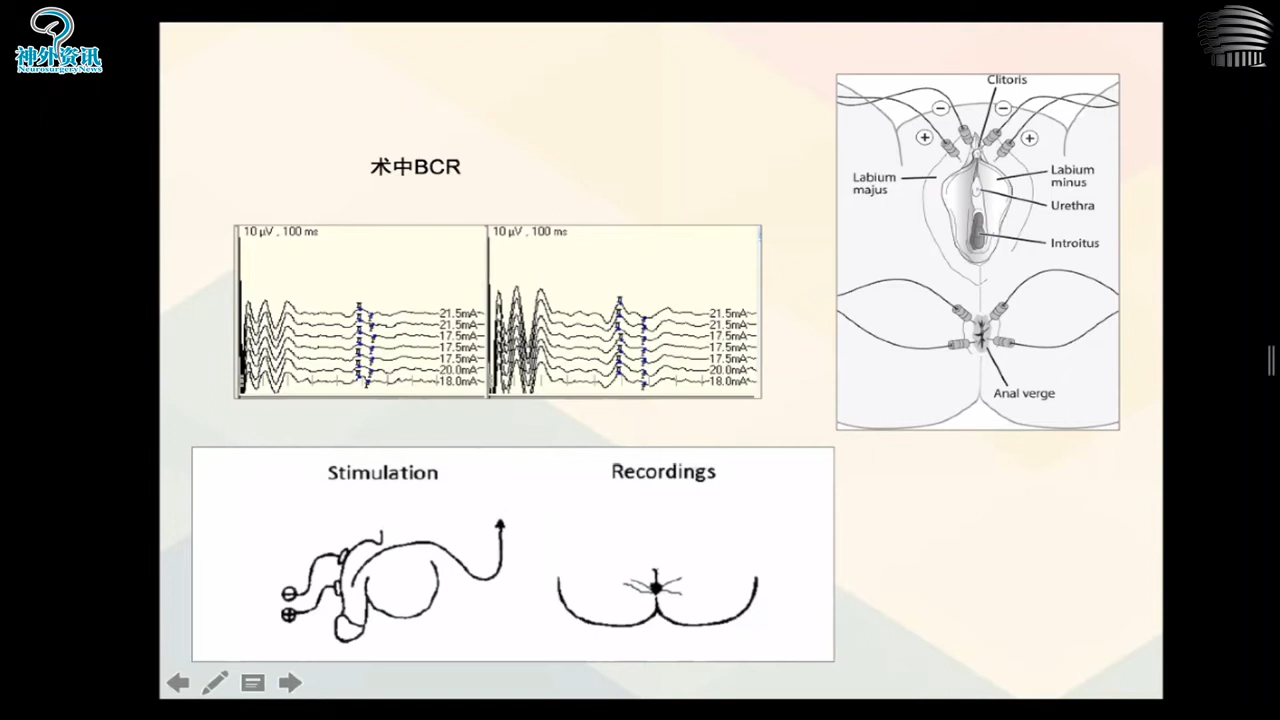 神外资讯
NeurosurgeryNews
术中BCR
10 µV , 100 ms
21.5mA
21.5mA
17.5mA
17.5mA
17.5mA
20.0mA
18.0mA
10 µV , 100 ms
21.5mA
21.5mA
17.5mA
17.5mA
17.5mA
20.0mA
18.0mA
Clitoris
Labium
majus
Labium
minus
Urethra
Introitus
Anal verge
Stimulation
Recordings